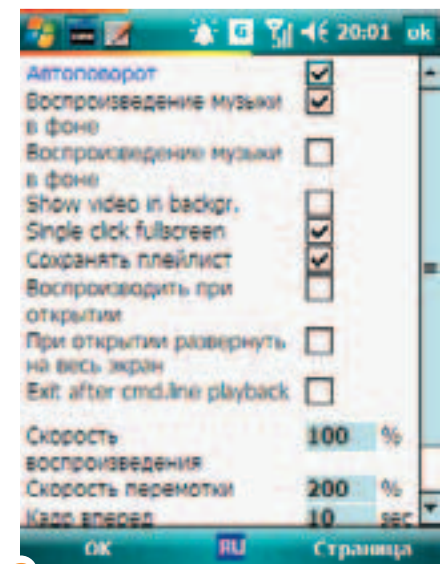 G 20:01 ok
Автоповорот
Воспроизведение музыки
в фоне
Воспроизведение музыки
в фоне
Show video in backgr.
Single click fullscreen
Сохранять плейлист
Воспроизводить при
открытии
При открытии развернуть
на весь экран
Exit after cmd.line playback
Скорость 100 %
воспроизведения
Скорость перемотки 200 %
Кадр вперед 10 sec
ОК RU Страница